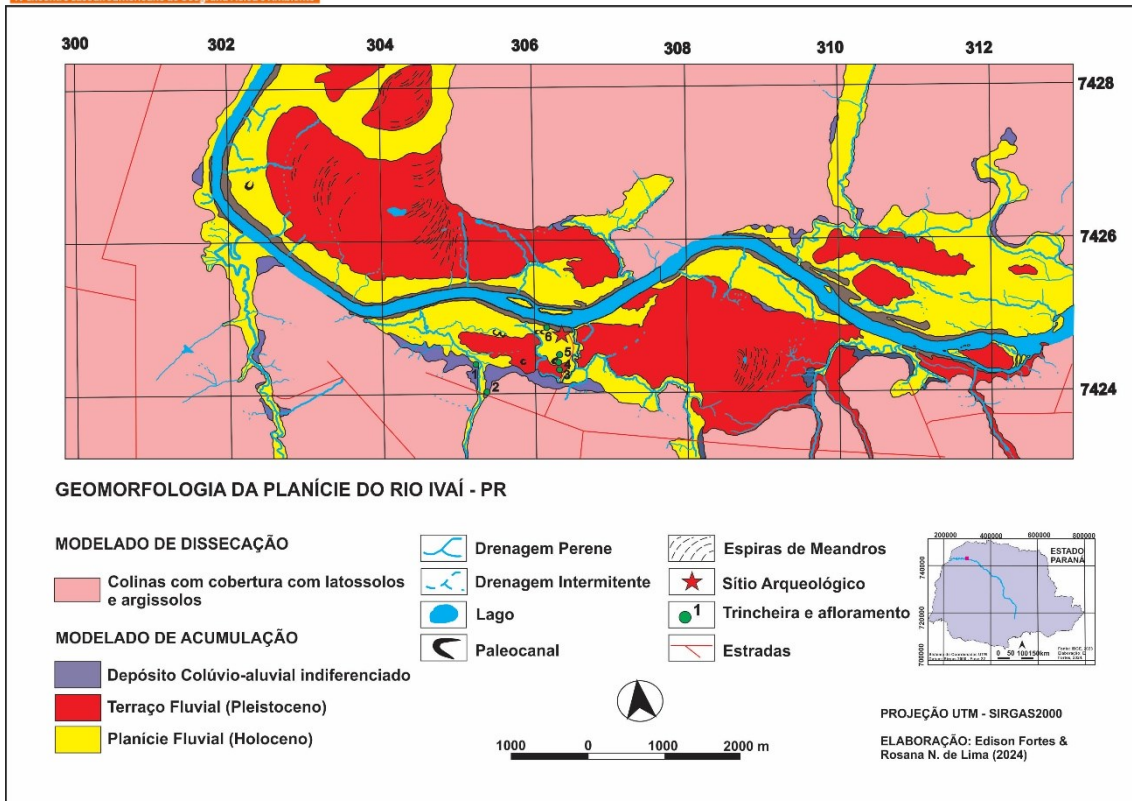 300 302 304 306 308 310 312
7428
7426
7424
6
5
4
3
1
2
GEOMORFOLOGIA DA PLANÍCIE DO RIO IVAÍ - PR
MODELADO DE DISSECAÇÃO
Colinas com cobertura com latossolos
e argissolos
MODELADO DE ACUMULAÇÃO
Depósito Colúvio-aluvial indiferenciado
Terraço Fluvial (Pleistoceno)
Planície Fluvial (Holoceno)
Drenagem Perene
Drenagem Intermitente
Lago
Paleocanal
Espiras de Meandros
Sítio Arqueológico
1
Trincheira e afloramento
Estradas
1000 0 1000 2000 m
200000 400000 600000 800000
ESTADO
PARANÁ
740000
720000
700000
0 50 100150km
PROJEÇÃO UTM - SIRGAS2000
ELABORAÇÃO: Edison Fortes &
Rosana N. de Lima (2024)